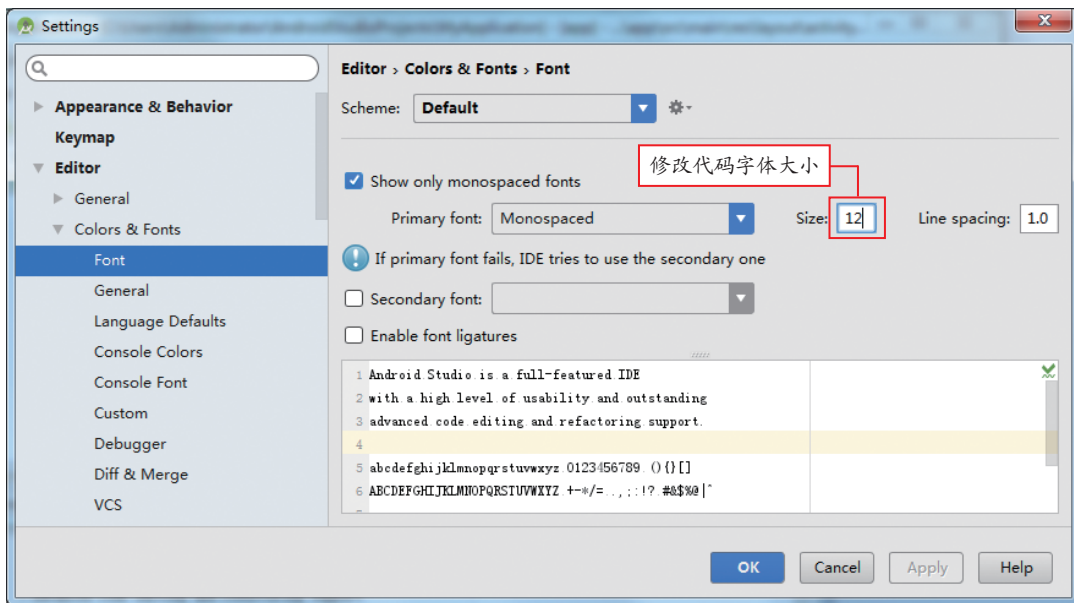 Settings
Editor › Colors & Fonts › Font
Appearance & Behavior
Keymap
Editor
General
Colors & Fonts
Font
General
Language Defaults
Console Colors
Console Font
Custom
Debugger
Diff & Merge
VCS
Scheme: Default
修改代码字体大小
Show only monospaced fonts
Primary font: Monospaced Size: 12 Line spacing: 1.0
If primary font fails, IDE tries to use the secondary one
Secondary font:
Enable font ligatures
1 Android Studio is a full-featured IDE
2 with a high level of usability and outstanding
3 advanced code editing and refactoring support.
4
5 abcdefghijklmnopqrstuvwxyz 0123456789 (){}[]
6 ABCDEFGHIJKLMNOPQRSTUVWXYZ +-*/= .,;:!? #&$%@|^
OK Cancel Apply Help